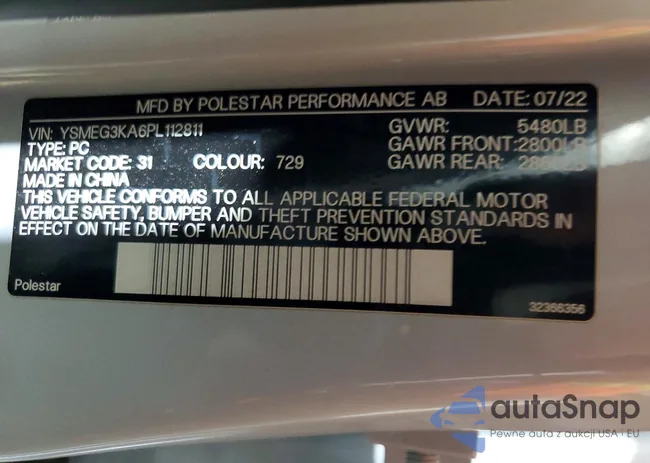 MFD BY POLESTAR PERFORMANCE AB DATE: 07/22
VIN: YSMEG3KA6PL112811 GVWR: 5480LB
TYPE: PC GAWR FRONT: 2800LB
MARKET CODE: 31 COLOUR: 729 GAWR REAR:
MADE IN CHINA
THIS VEHICLE CONFORMS TO ALL APPLICABLE FEDERAL MOTOR
VEHICLE SAFETY, BUMPER AND THEFT PREVENTION STANDARDS IN
EFFECT ON THE DATE OF MANUFACTURE SHOWN ABOVE.
Polestar
32366356
autaSnap
Pewne auta z aukcji USA i EU